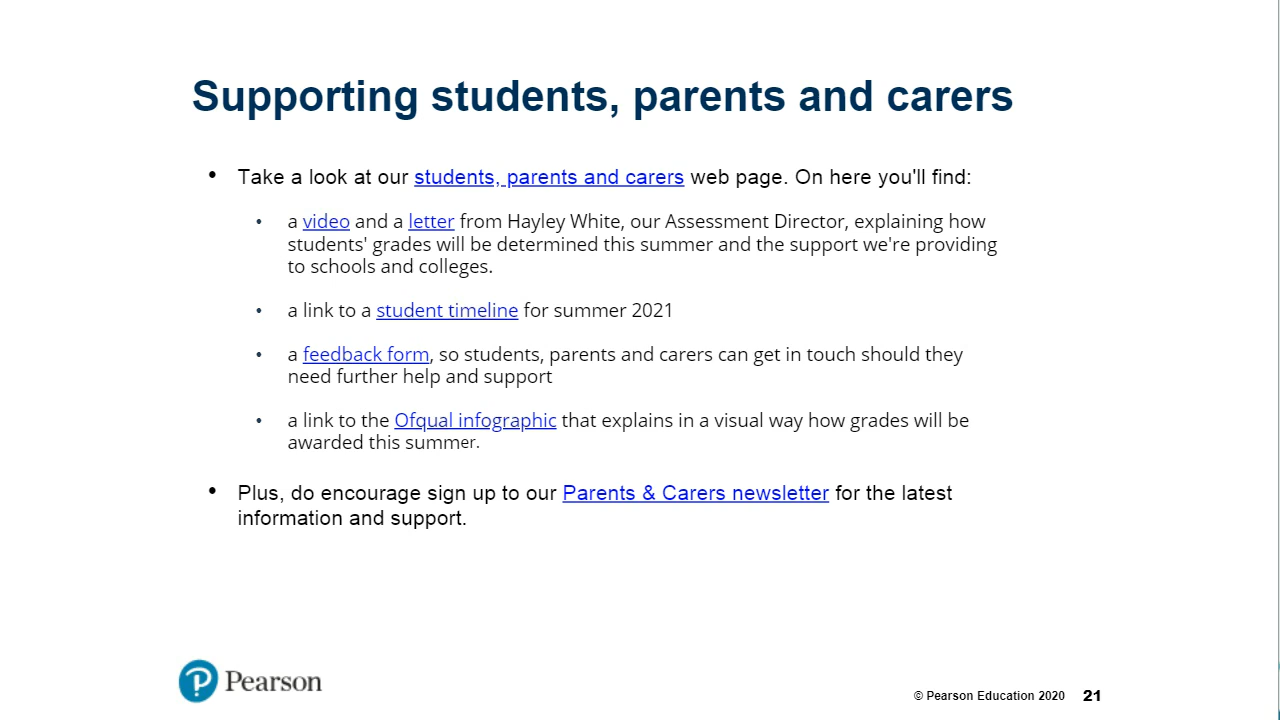 Supporting students, parents and carers
• Take a look at our students, parents and carers web page. On here you'll find:
• a video and a letter from Hayley White, our Assessment Director, explaining how
students' grades will be determined this summer and the support we're providing
to schools and colleges.
• a link to a student timeline for summer 2021
• a feedback form, so students, parents and carers can get in touch should they
need further help and support
• a link to the Ofqual infographic that explains in a visual way how grades will be
awarded this summer.
• Plus, do encourage sign up to our Parents & Carers newsletter for the latest
information and support.
P Pearson
© Pearson Education 2020 21